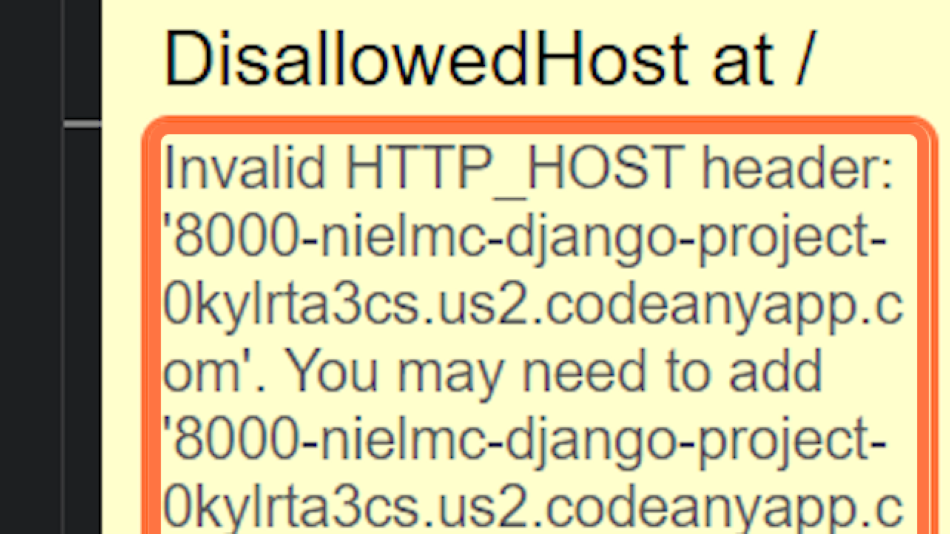 DisallowedHost at /
Invalid HTTP_HOST header:
'8000-nielmc-django-project-
0kylrta3cs.us2.codeanyapp.c
om'. You may need to add
'8000-nielmc-django-project-
0kylrta3cs.us2.codeanyapp.c